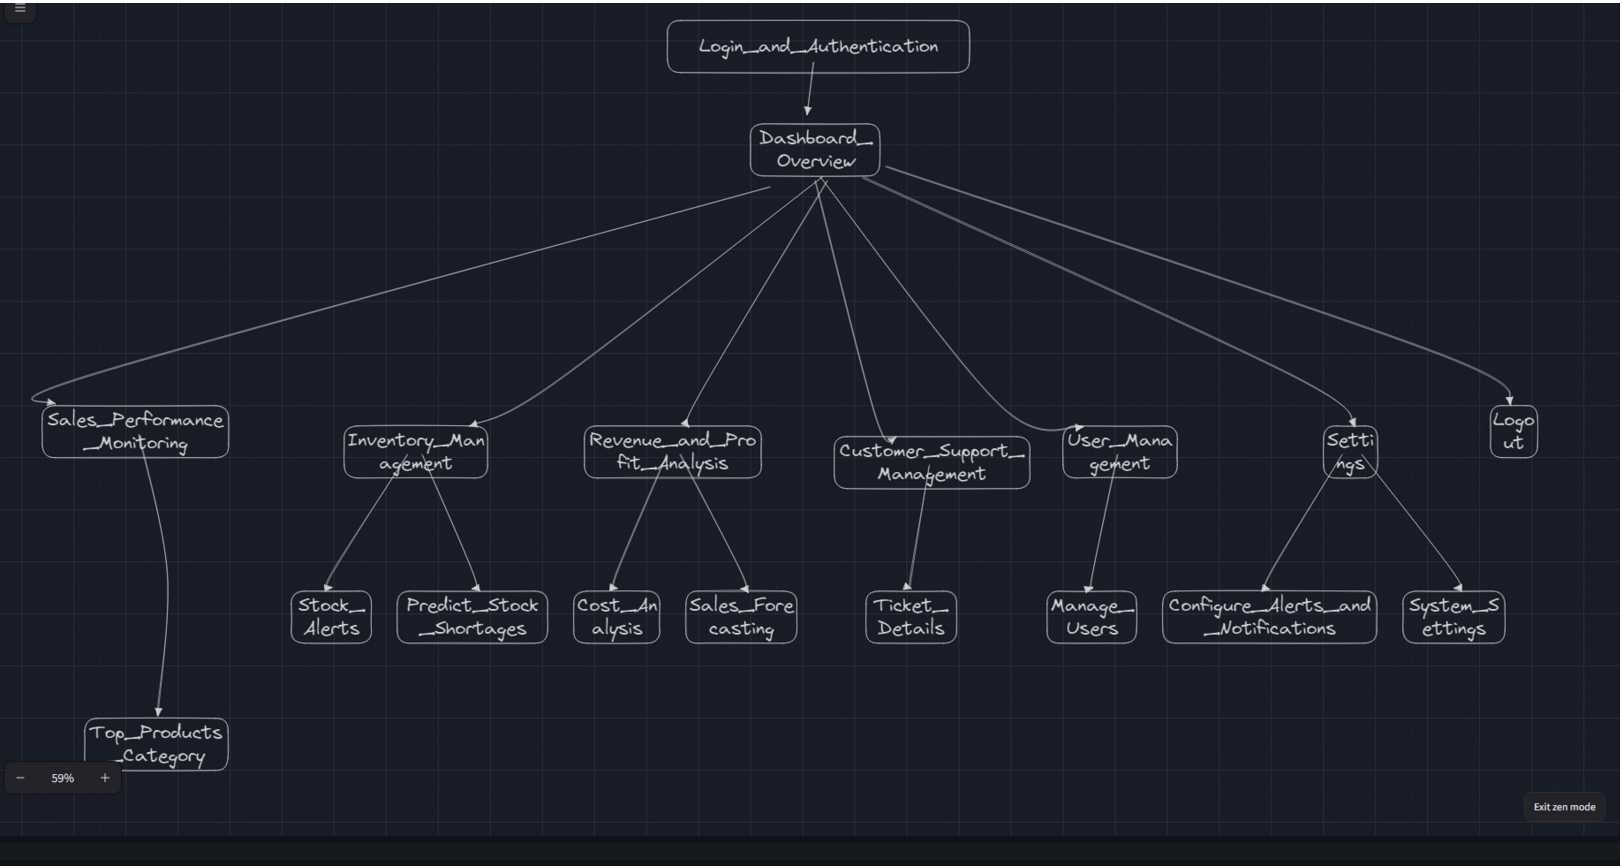 Login_and_Authentication
Dashboard_
Overview
Sales_Performance
_Monitoring
Inventory_Man
agement
Revenue_and_Pro
fit_Analysis
Customer_Support_
Management
User_Mana
gement
Setti
ngs
Logo
ut
Stock_
Alerts
Predict_Stock
_Shortages
Cost_An
alysis
Sales_Fore
casting
Ticket_
Details
Manage_
Users
Configure_Alerts_and
_Notifications
System_S
ettings
Top_Products
_Category
59%
Exit zen mode